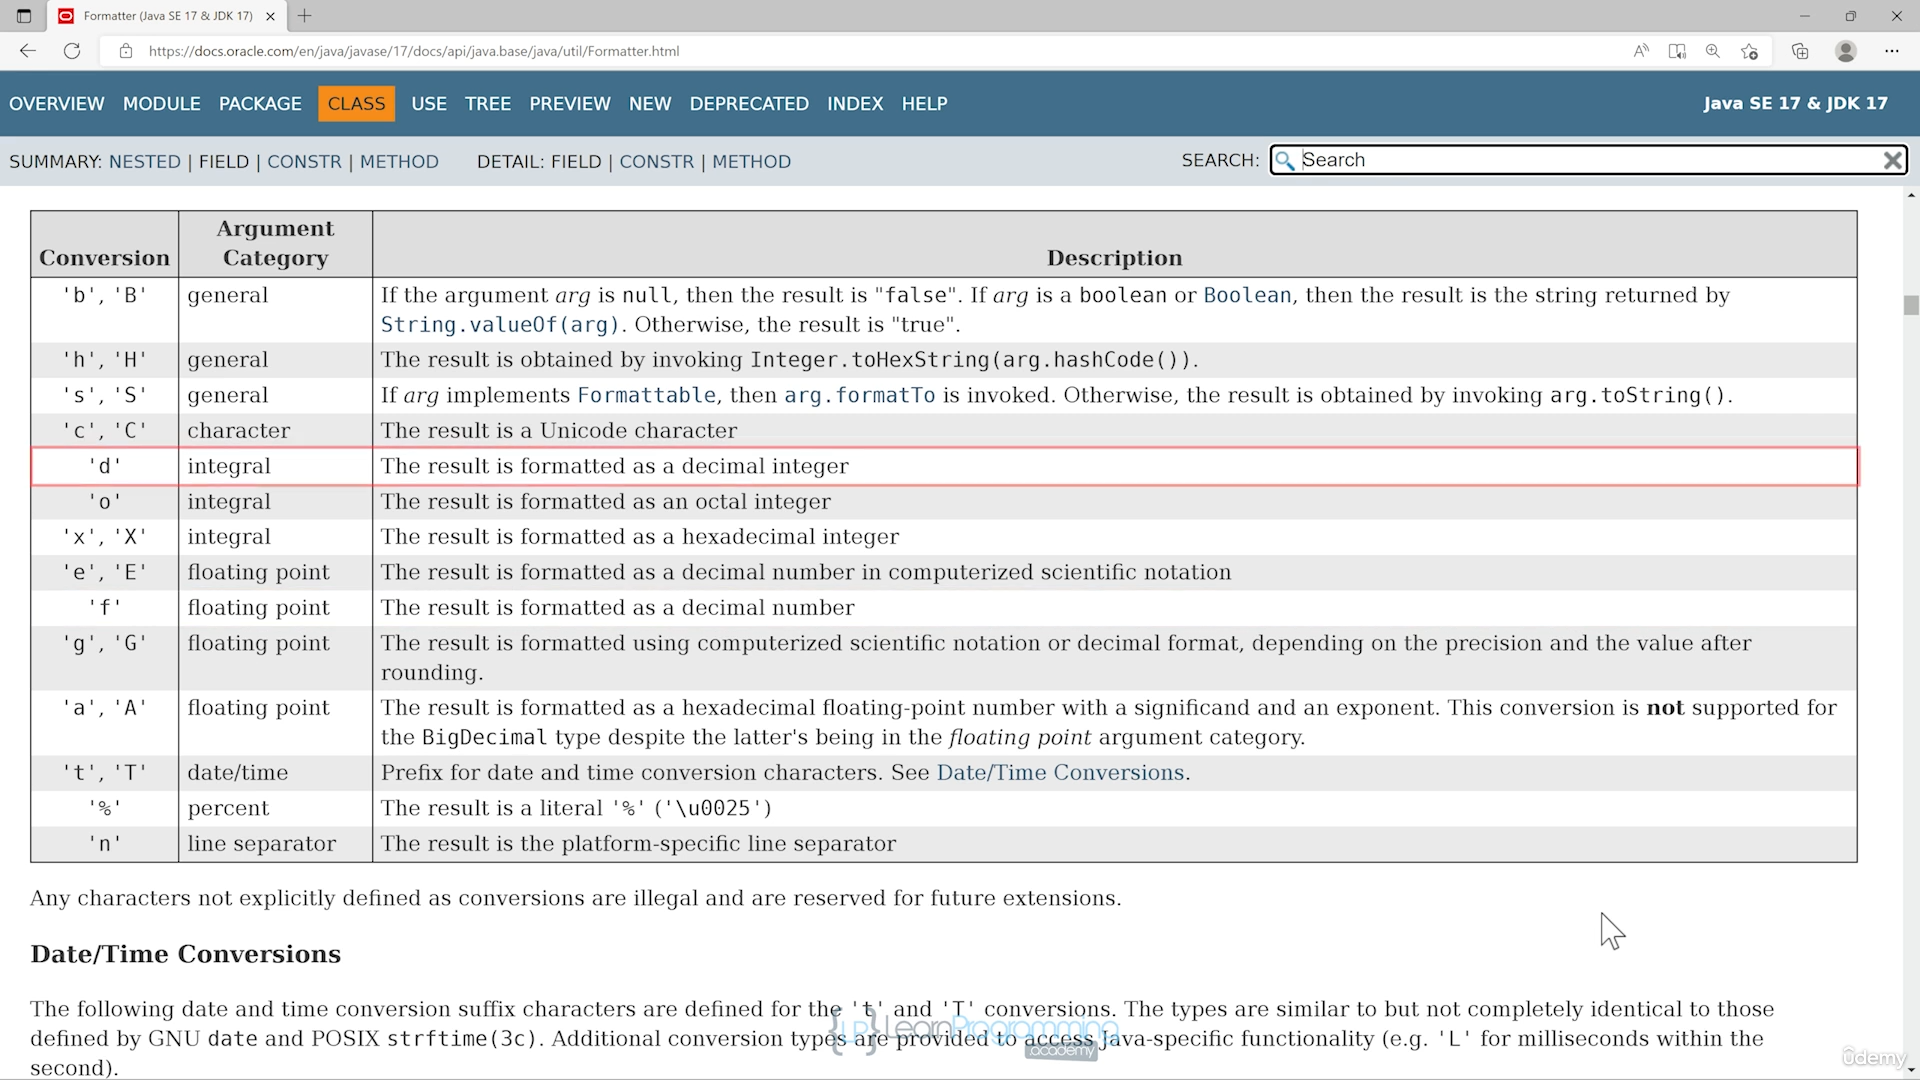 Formatter (Java SE 17 & JDK 17)
https://docs.oracle.com/en/java/javase/17/docs/api/java.base/java/util/Formatter.html
OVERVIEW MODULE PACKAGE CLASS USE TREE PREVIEW NEW DEPRECATED INDEX HELP Java SE 17 & JDK 17
SUMMARY: NESTED | FIELD | CONSTR | METHOD DETAIL: FIELD | CONSTR | METHOD SEARCH: Search
Conversion Argument Category Description
'b', 'B' general If the argument arg is null, then the result is "false". If arg is a boolean or Boolean, then the result is the string returned by
String.valueOf(arg). Otherwise, the result is "true".
'h', 'H' general The result is obtained by invoking Integer.toHexString(arg.hashCode()).
's', 'S' general If arg implements Formattable, then arg.formatTo is invoked. Otherwise, the result is obtained by invoking arg.toString().
'c', 'C' character The result is a Unicode character
'd' integral The result is formatted as a decimal integer
'o' integral The result is formatted as an octal integer
'x', 'X' integral The result is formatted as a hexadecimal integer
'e', 'E' floating point The result is formatted as a decimal number in computerized scientific notation
'f' floating point The result is formatted as a decimal number
'g', 'G' floating point The result is formatted using computerized scientific notation or decimal format, depending on the precision and the value after
rounding.
'a', 'A' floating point The result is formatted as a hexadecimal floating-point number with a significand and an exponent. This conversion is not supported for
the BigDecimal type despite the latter's being in the floating point argument category.
't', 'T' date/time Prefix for date and time conversion characters. See Date/Time Conversions.
'%' percent The result is a literal '%' ('\u0025')
'n' line separator The result is the platform-specific line separator
Any characters not explicitly defined as conversions are illegal and are reserved for future extensions.
Date/Time Conversions
The following date and time conversion suffix characters are defined for the 't' and 'T' conversions. The types are similar to but not completely identical to those
defined by GNU date and POSIX strftime(3c). Additional conversion types are provided to access Java-specific functionality (e.g. 'L' for milliseconds within the
second).
{LP} LearnProgramming
.academy
ûdemy